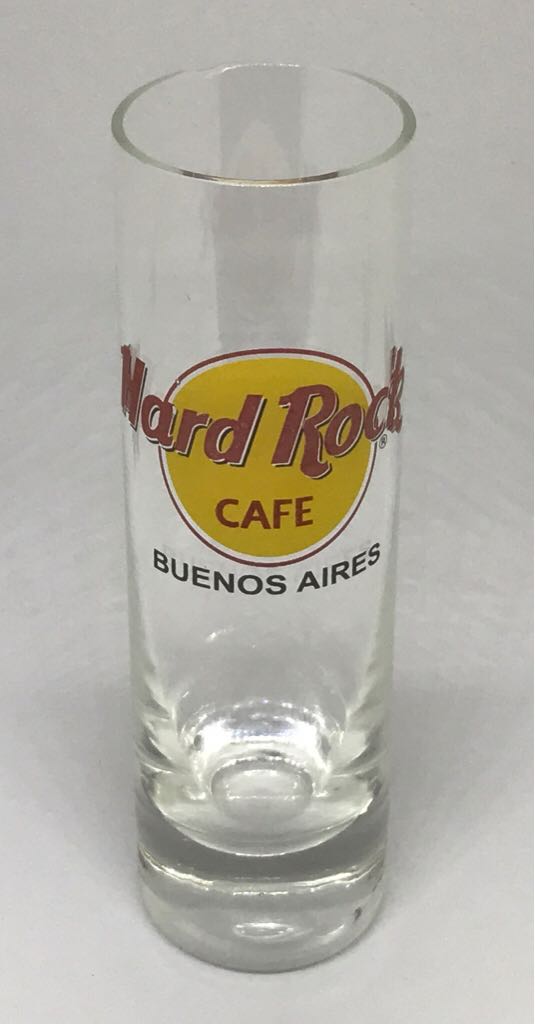 Hard Rock
®
CAFE
BUENOS AIRES